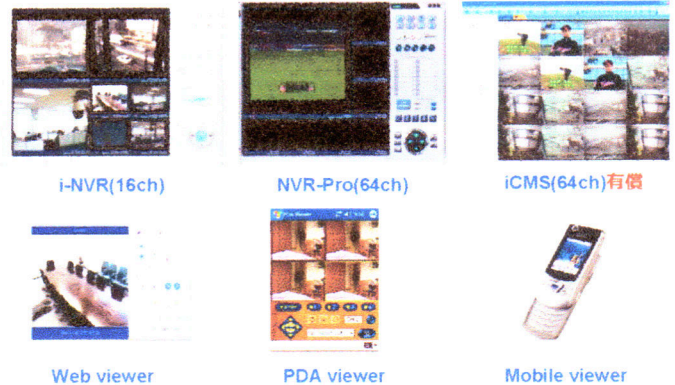 i-NVR(16ch)
NVR-Pro(64ch)
iCMS(64ch)有償
Web viewer
PDA viewer
Mobile viewer